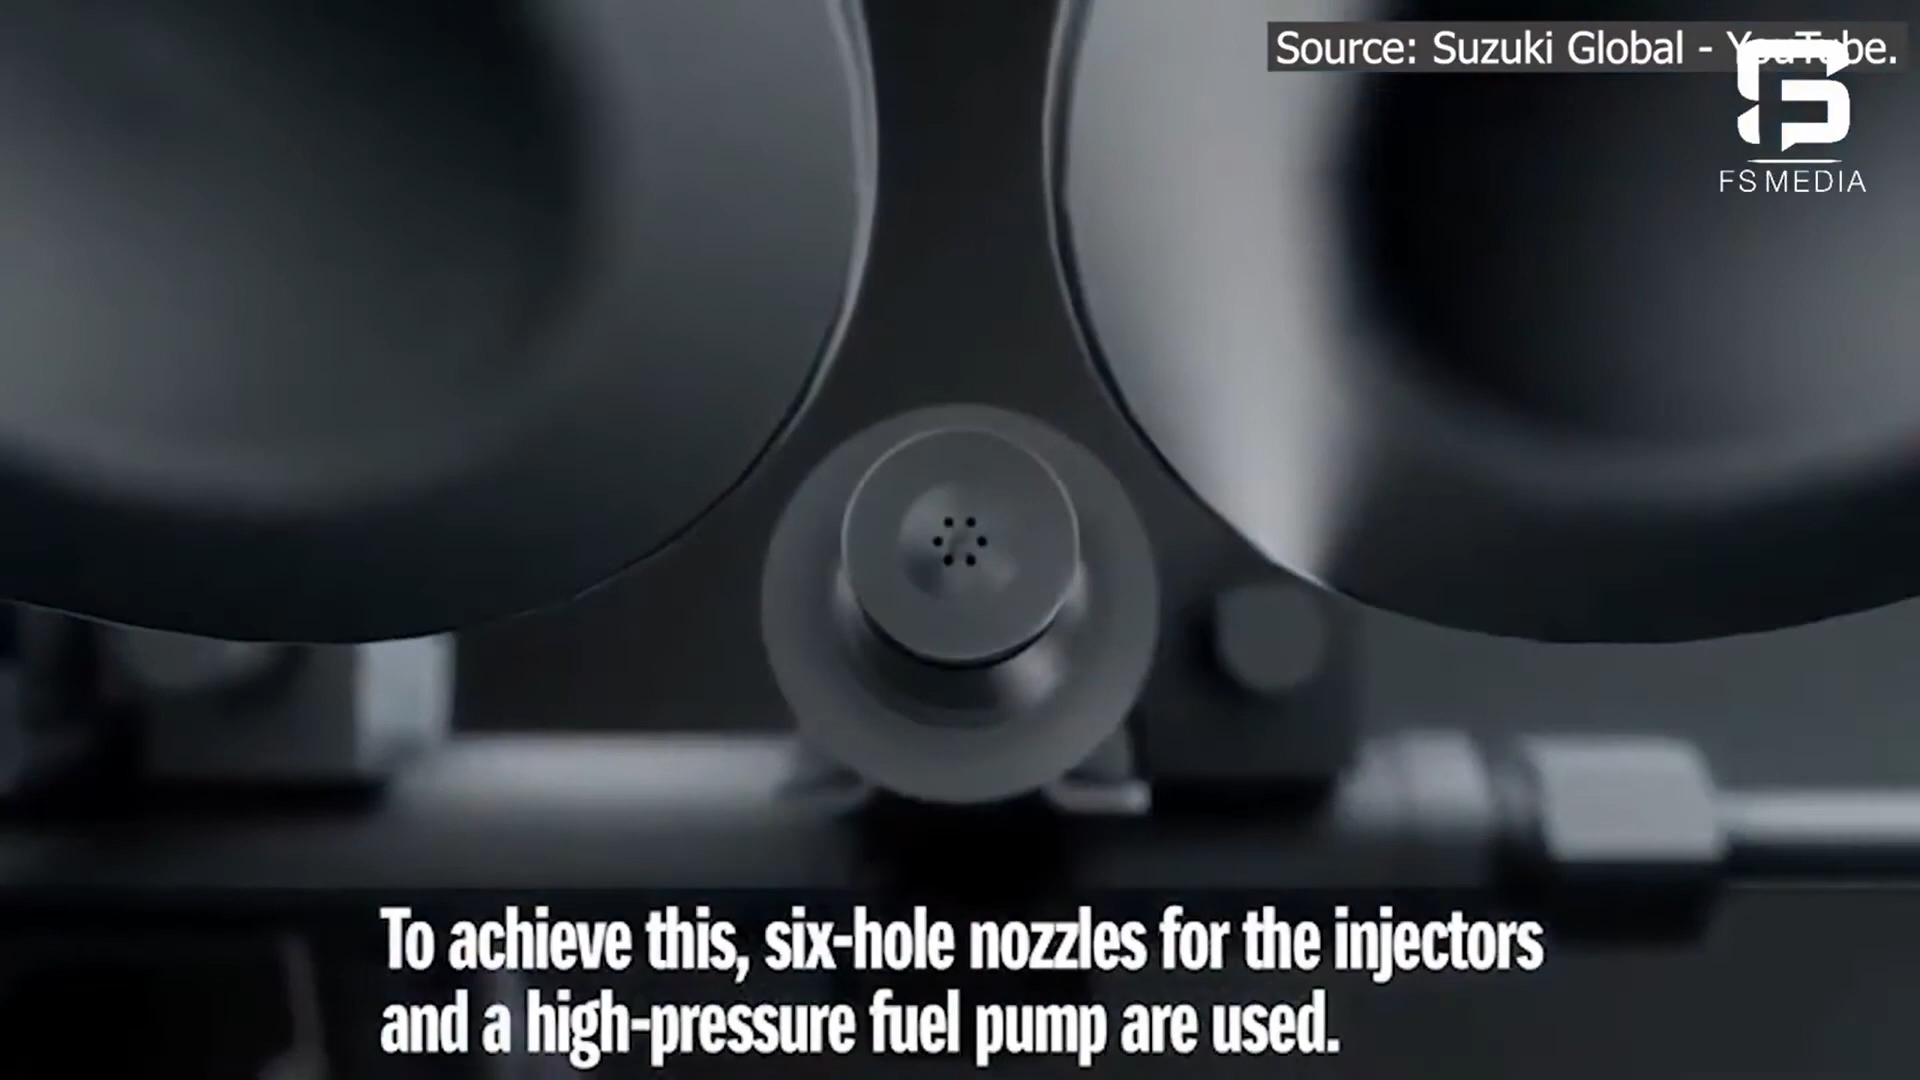 Source: Suzuki Global - YouTube.
FS MEDIA
To achieve this, six-hole nozzles for the injectors
and a high-pressure fuel pump are used.